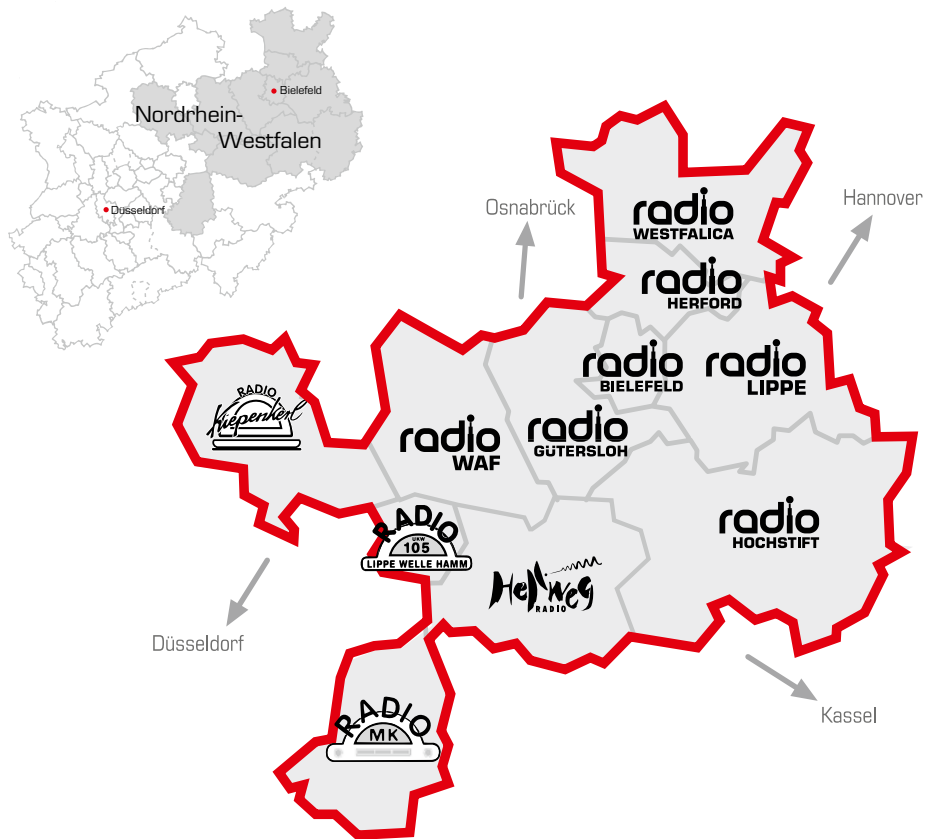 Bielefeld
Nordrhein-
Westfalen
Düsseldorf
Osnabrück
Hannover
radio
WESTFALICA
radio
HERFORD
radio
BIELEFELD
radio
LIPPE
RADIO
Kiepenkerl
radio
WAF
radio
GÜTERSLOH
radio
HOCHSTIFT
RADIO
UKW
105
LIPPE WELLE HAMM
Hellweg
RADIO
Düsseldorf
Kassel
RADIO
MK